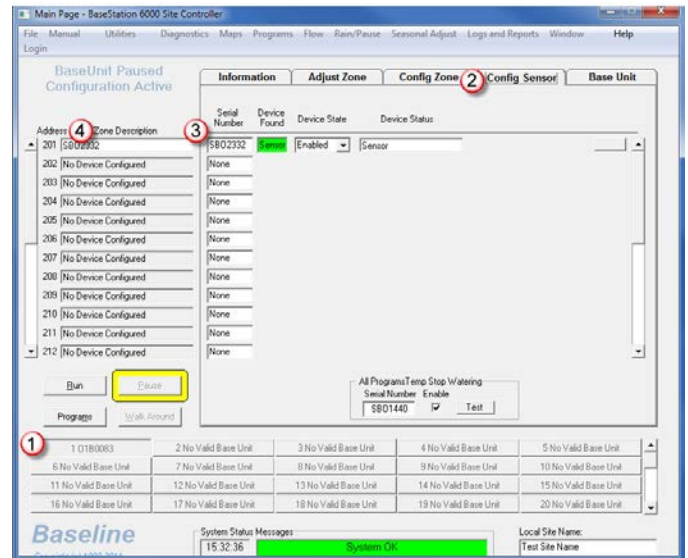 Main Page - BaseStation 6000 Site Controller
File Manual Utilities Diagnostics Maps Programs Flow Rain/Pause Seasonal Adjust Logs and Reports Window Help
Login
BaseUnit Paused
Configuration Active
Information Adjust Zone Config Zone 2 Config Sensor Base Unit
Serial Number Device Found Device State Device Status
Address 4 Zone Description 3
201 SB02332 SB02332 Sensor Enabled Sensor
202 No Device Configured None
203 No Device Configured None
204 No Device Configured None
205 No Device Configured None
206 No Device Configured None
207 No Device Configured None
208 No Device Configured None
209 No Device Configured None
210 No Device Configured None
211 No Device Configured None
212 No Device Configured None
Run Pause
All Programs Temp Stop Watering
Serial Number Enable
SB01440 Test
Programs Walk Around
1
1 01B0083 2 No Valid Base Unit 3 No Valid Base Unit 4 No Valid Base Unit 5 No Valid Base Unit
6 No Valid Base Unit 7 No Valid Base Unit 8 No Valid Base Unit 9 No Valid Base Unit 10 No Valid Base Unit
11 No Valid Base Unit 12 No Valid Base Unit 13 No Valid Base Unit 14 No Valid Base Unit 15 No Valid Base Unit
16 No Valid Base Unit 17 No Valid Base Unit 18 No Valid Base Unit 19 No Valid Base Unit 20 No Valid Base Unit
Baseline
System Status Messages Local Site Name:
15:32:36 System OK Test Site Name